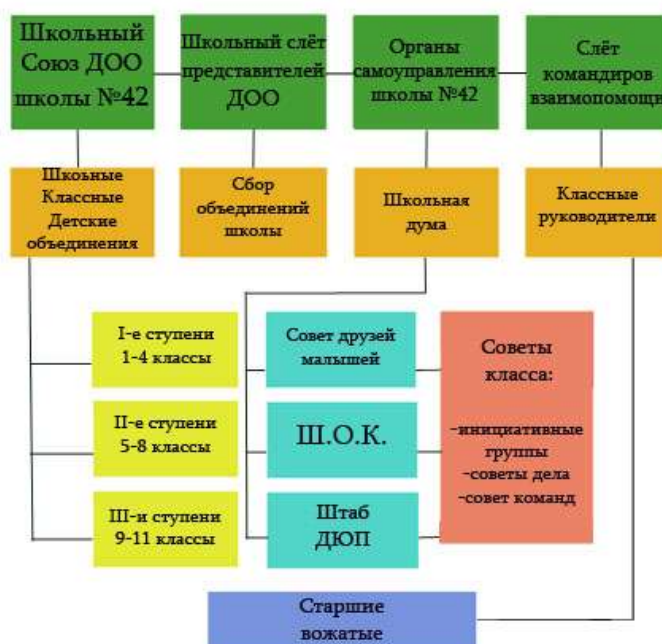 Школьный
Союз ДОО
школы №42
Школьный слёт
представителей
ДОО
Органы
самоуправления
школы №42
Слёт
командиров
взаимопомощи
Шкоьные
Классные
Детские
объединения
Сбор
объединений
школы
Школьная
дума
Классные
руководители
I-е ступени
1-4 классы
II-е ступени
5-8 классы
III-и ступени
9-11 классы
Совет друзей
малышей
Ш.О.К.
Штаб
ДЮП
Советы
класса:
-инициативные
группы
-советы дела
-совет команд
Старшие
вожатые